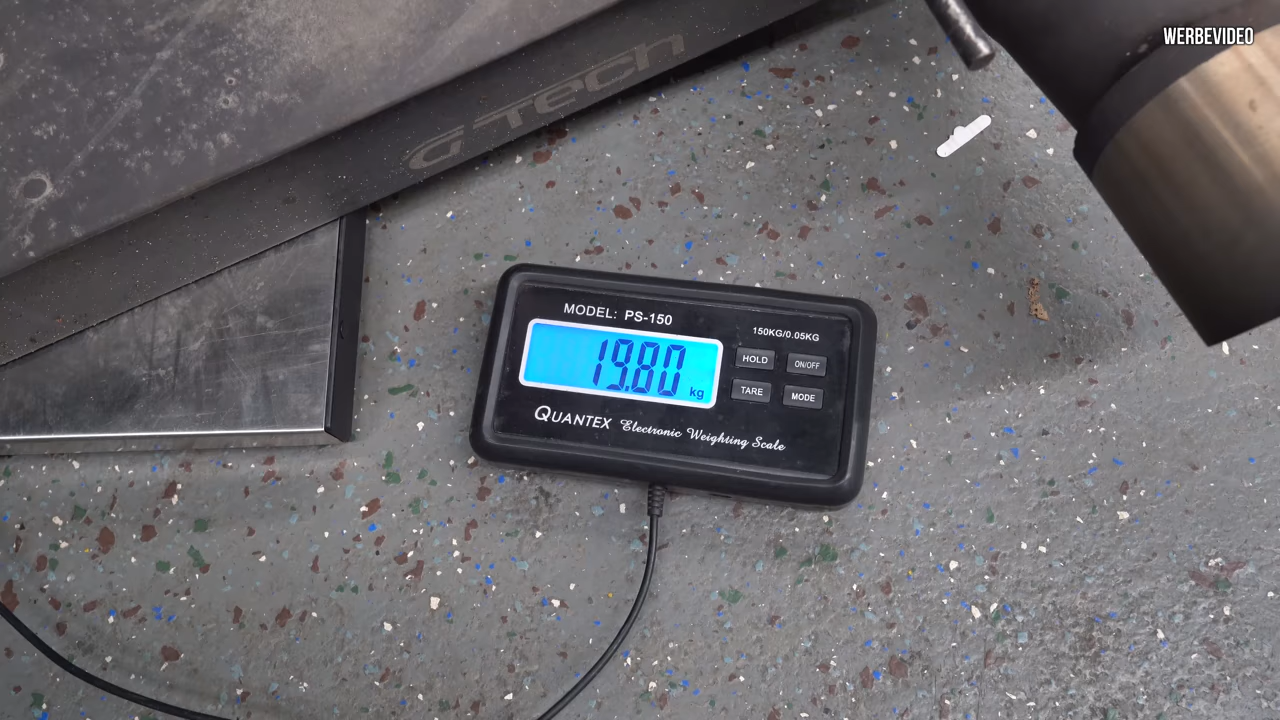 WERBEVIDEO
G-Tech
MODEL: PS-150
150KG/0.05KG
19.80 kg
HOLD
ON/OFF
TARE
MODE
QUANTEX Electronic Weighting Scale